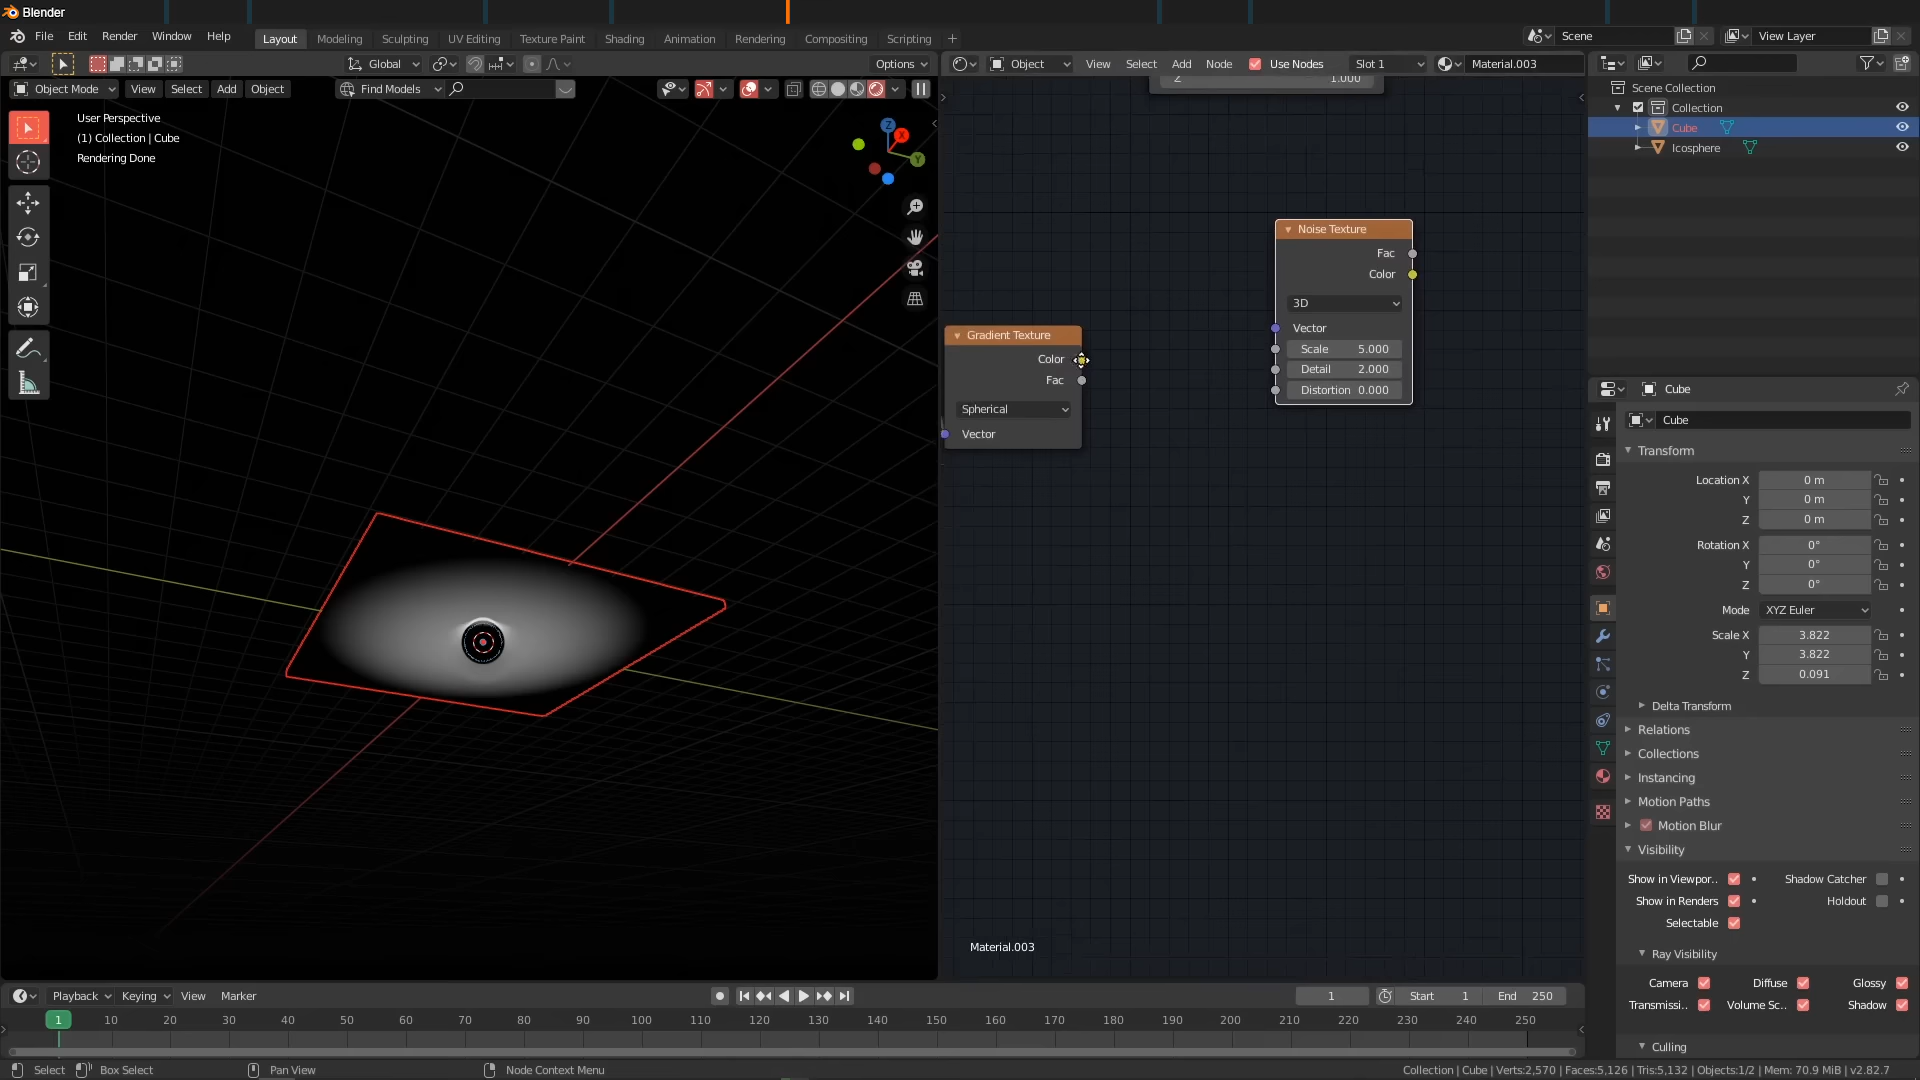 Blender
File Edit Render Window Help
Layout Modeling Sculpting UV Editing Texture Paint Shading Animation Rendering Compositing Scripting +
Scene
View Layer
Global
Options
Object View Select Add Node Use Nodes Slot 1 Material.003
Object Mode View Select Add Object Find Models
User Perspective
(1) Collection | Cube
Rendering Done
Z
X
Y
Z 1.000
Noise Texture
Fac
Color
3D
Vector
Scale 5.000
Detail 2.000
Distortion 0.000
Gradient Texture
Color
Fac
Spherical
Vector
Material.003
Scene Collection
Collection
Cube
Icosphere
Cube
Cube
Transform
Location X 0 m
Y 0 m
Z 0 m
Rotation X 0°
Y 0°
Z 0°
Mode XYZ Euler
Scale X 3.822
Y 3.822
Z 0.091
Delta Transform
Relations
Collections
Instancing
Motion Paths
Motion Blur
Visibility
Show in Viewpor.. Shadow Catcher
Show in Renders Holdout
Selectable
Ray Visibility
Camera Diffuse Glossy
Transmissi.. Volume Sc.. Shadow
Culling
Playback Keying View Marker
1 Start 1 End 250
1 10 20 30 40 50 60 70 80 90 100 110 120 130 140 150 160 170 180 190 200 210 220 230 240 250
Select Box Select Pan View Node Context Menu Collection | Cube | Verts:2,570 | Faces:5,126 | Tris:5,132 | Objects:1/2 | Mem: 70.9 MiB | v2.82.7